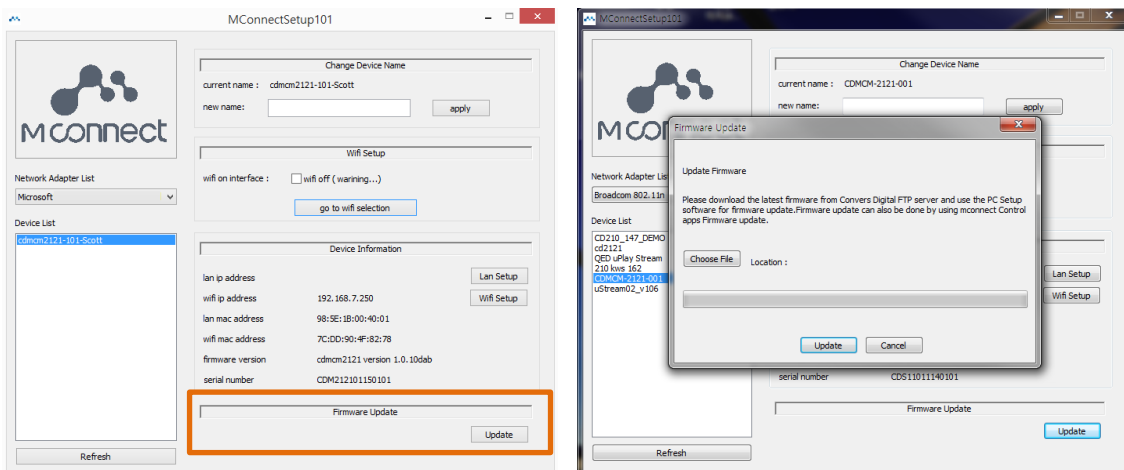 MConnectSetup101
M connect
Change Device Name
current name : cdmcm2121-101-Scott
new name:
apply
Wifi Setup
wifi on interface :
wifi off ( warining...)
go to wifi selection
Network Adapter List
Microsoft
Device List
cdmcm2121-101-Scott
Device Information
lan ip address
Lan Setup
wifi ip address 192.168.7.250
Wifi Setup
lan mac address 98:5E:1B:00:40:01
wifi mac address 7C:DD:90:4F:82:78
firmware version cdmcm2121 version 1.0.10dab
serial number CDM212101150101
Firmware Update
Update
Refresh
MConnectSetup101
Change Device Name
current name : CDMCM-2121-001
new name:
apply
M co
Network Adapter Lis
Broadcom 802.11n
Device List
CD210_147_DEMO
cd2121
QED uPlay Stream
210 kws 162
CDMCM-2121-001
uStream02_v106
Firmware Update
Update Firmware
Please download the latest firmware from Convers Digital FTP server and use the PC Setup
software for firmware update.Firmware update can also be done by using mconnect Control
apps Firmware update.
Choose File
Location :
Update
Cancel
Lan Setup
Wifi Setup
serial number CDS11011140101
Firmware Update
Update
Refresh